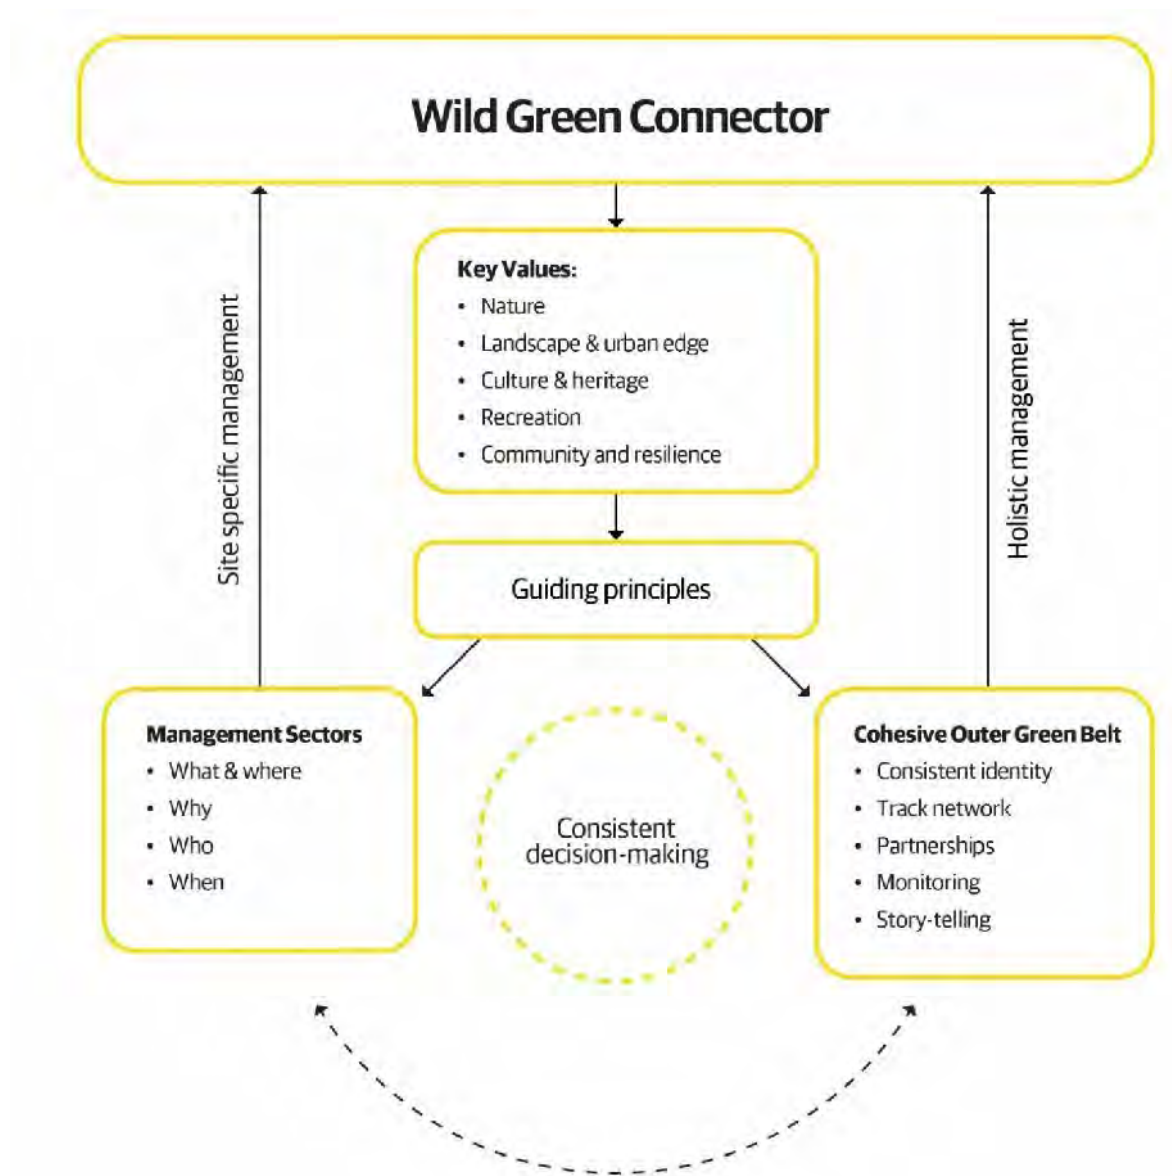 Wild Green Connector
Key Values:
• Nature
• Landscape & urban edge
• Culture & heritage
• Recreation
• Community and resilience
Site specific management
Holistic management
Guiding principles
Management Sectors
• What & where
• Why
• Who
• When
Consistent
decision-making
Cohesive Outer Green Belt
• Consistent identity
• Track network
• Partnerships
• Monitoring
• Story-telling